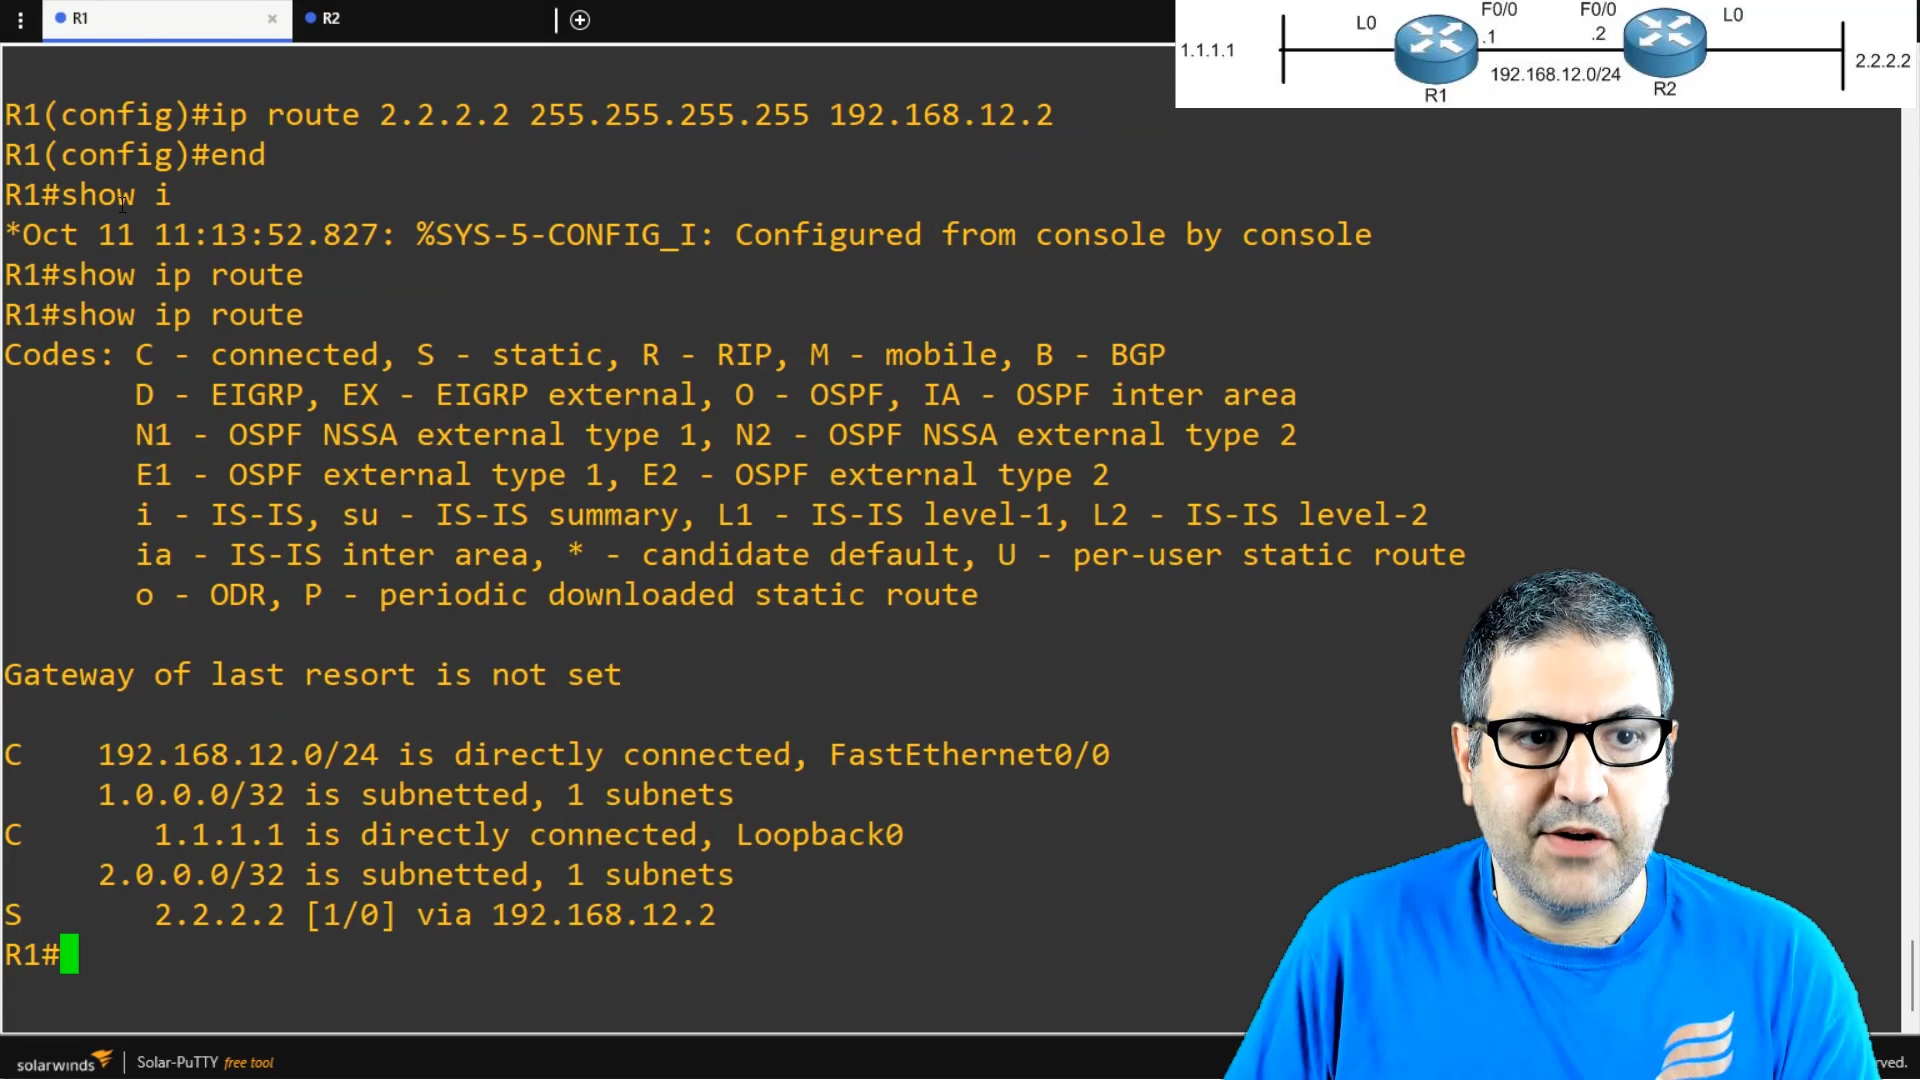 R1
R2
L0
F0/0
F0/0
L0
.1
.2
1.1.1.1
192.168.12.0/24
2.2.2.2
R1
R2
R1(config)#ip route 2.2.2.2 255.255.255.255 192.168.12.2
R1(config)#end
R1#show i
*Oct 11 11:13:52.827: %SYS-5-CONFIG_I: Configured from console by console
R1#show ip route
R1#show ip route
Codes: C - connected, S - static, R - RIP, M - mobile, B - BGP
D - EIGRP, EX - EIGRP external, O - OSPF, IA - OSPF inter area
N1 - OSPF NSSA external type 1, N2 - OSPF NSSA external type 2
E1 - OSPF external type 1, E2 - OSPF external type 2
i - IS-IS, su - IS-IS summary, L1 - IS-IS level-1, L2 - IS-IS level-2
ia - IS-IS inter area, * - candidate default, U - per-user static route
o - ODR, P - periodic downloaded static route
Gateway of last resort is not set
C 192.168.12.0/24 is directly connected, FastEthernet0/0
1.0.0.0/32 is subnetted, 1 subnets
C 1.1.1.1 is directly connected, Loopback0
2.0.0.0/32 is subnetted, 1 subnets
S 2.2.2.2 [1/0] via 192.168.12.2
R1#
solarwinds | Solar-PuTTY free tool